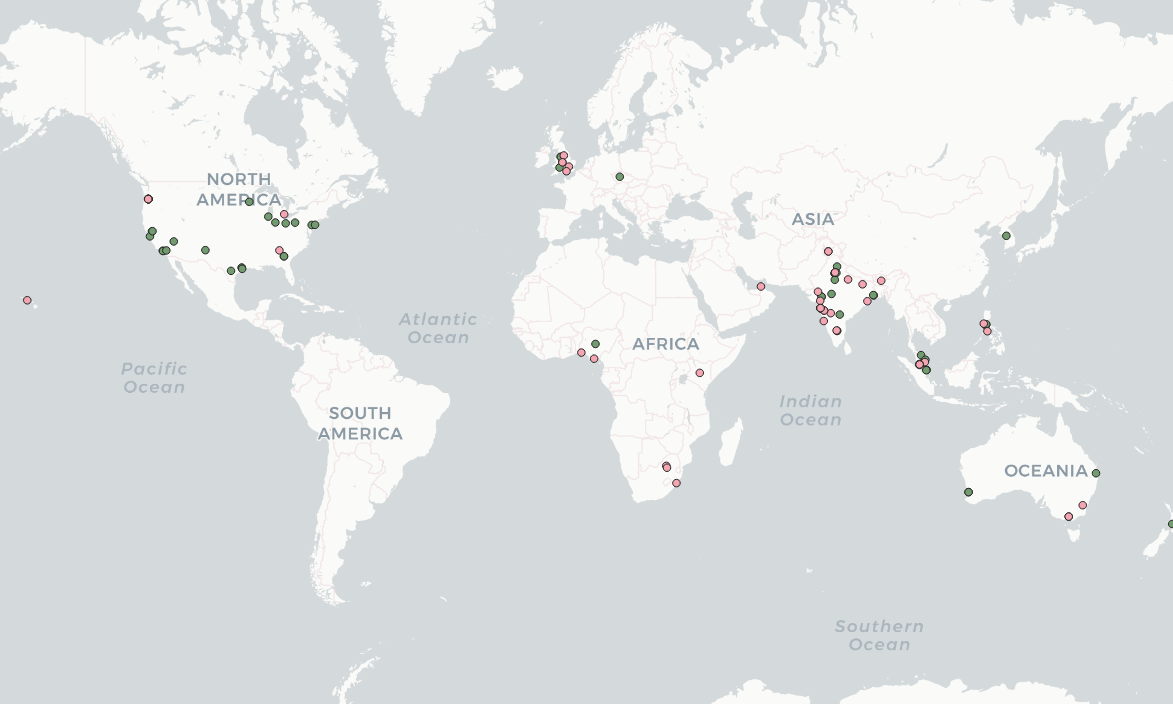 NORTH
AMERICA
ASIA
Atlantic
Ocean
AFRICA
Pacific
Ocean
SOUTH
AMERICA
Indian
Ocean
OCEANIA
Southern
Ocean